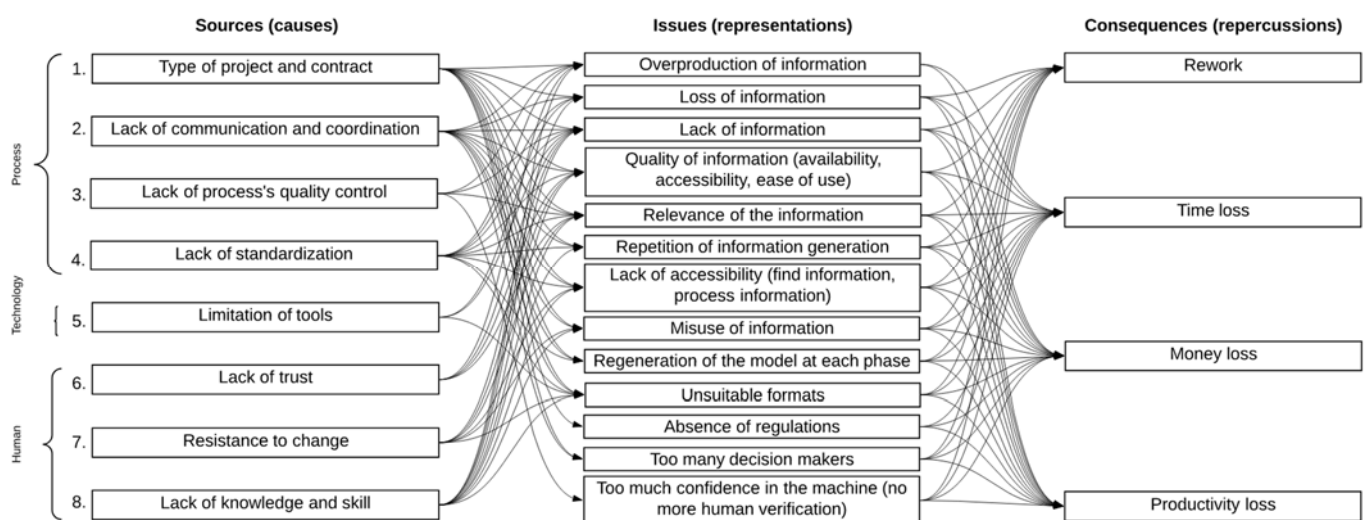 Sources (causes)
Issues (representations)
Consequences (repercussions)
Process
1.
Type of project and contract
2.
Lack of communication and coordination
3.
Lack of process's quality control
4.
Lack of standardization
Technology
5.
Limitation of tools
Human
6.
Lack of trust
7.
Resistance to change
8.
Lack of knowledge and skill
Overproduction of information
Loss of information
Lack of information
Quality of information (availability,
accessibility, ease of use)
Relevance of the information
Repetition of information generation
Lack of accessibility (find information,
process information)
Misuse of information
Regeneration of the model at each phase
Unsuitable formats
Absence of regulations
Too many decision makers
Too much confidence in the machine (no
more human verification)
Rework
Time loss
Money loss
Productivity loss